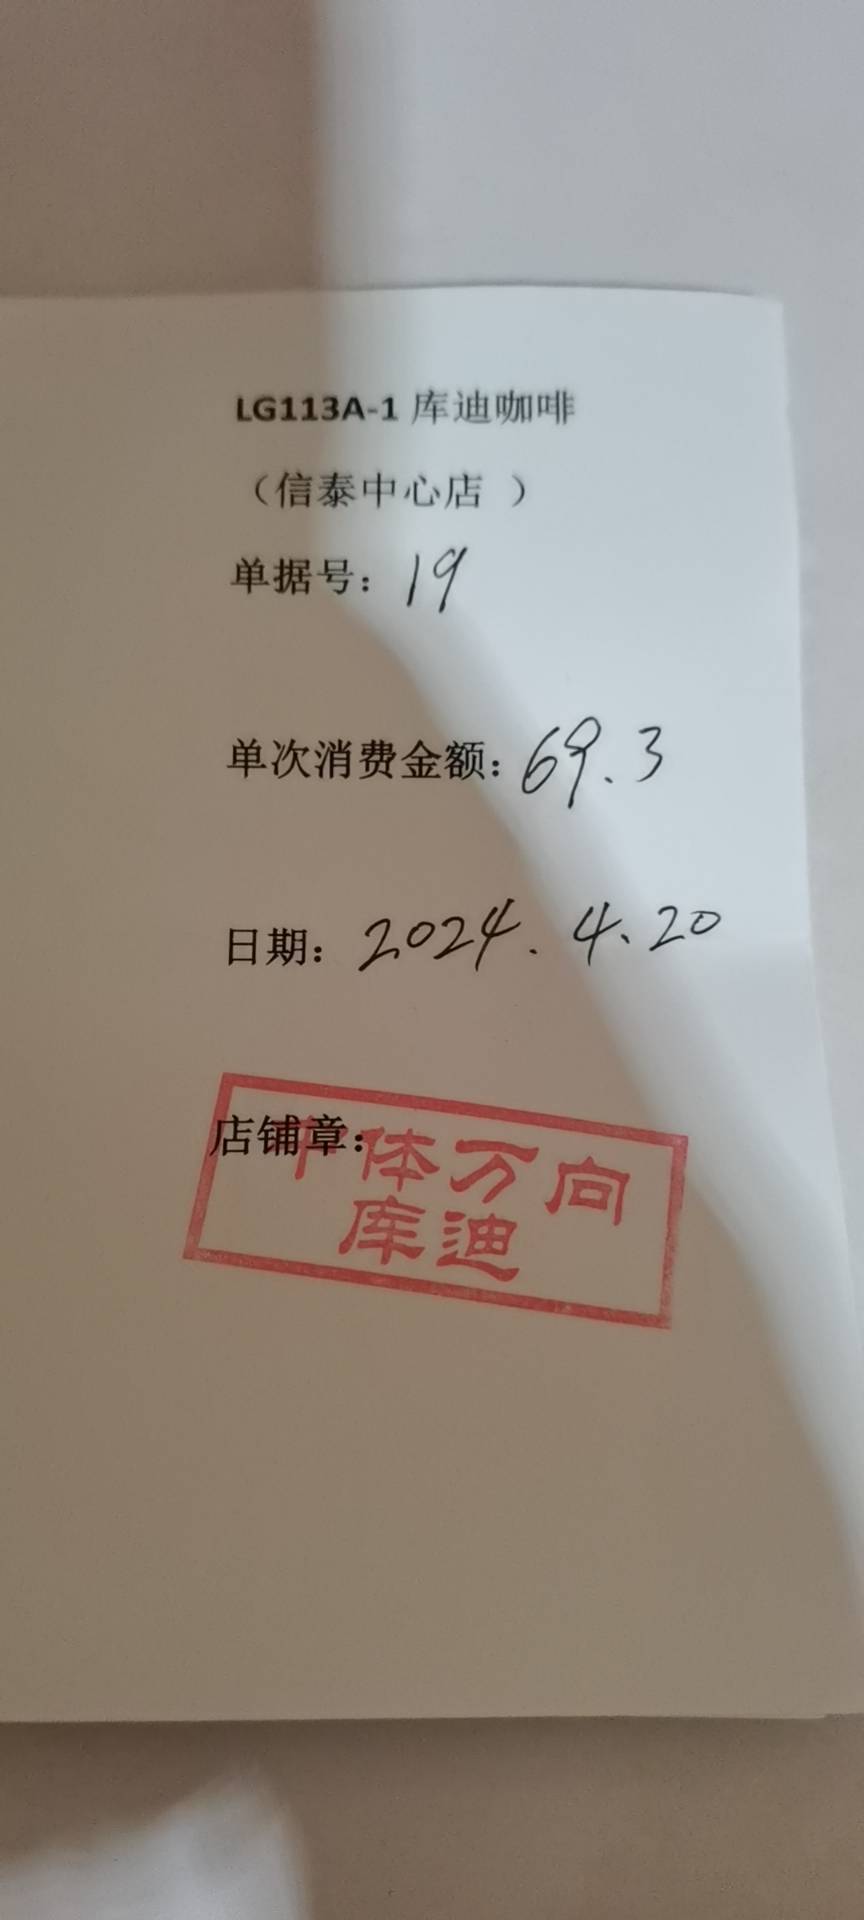 LG113A-1 库迪咖啡
（信泰中心店 ）
单据号：19
单次消费金额：69.3
日期：2024.4.20
店铺章：
中体万向
库迪